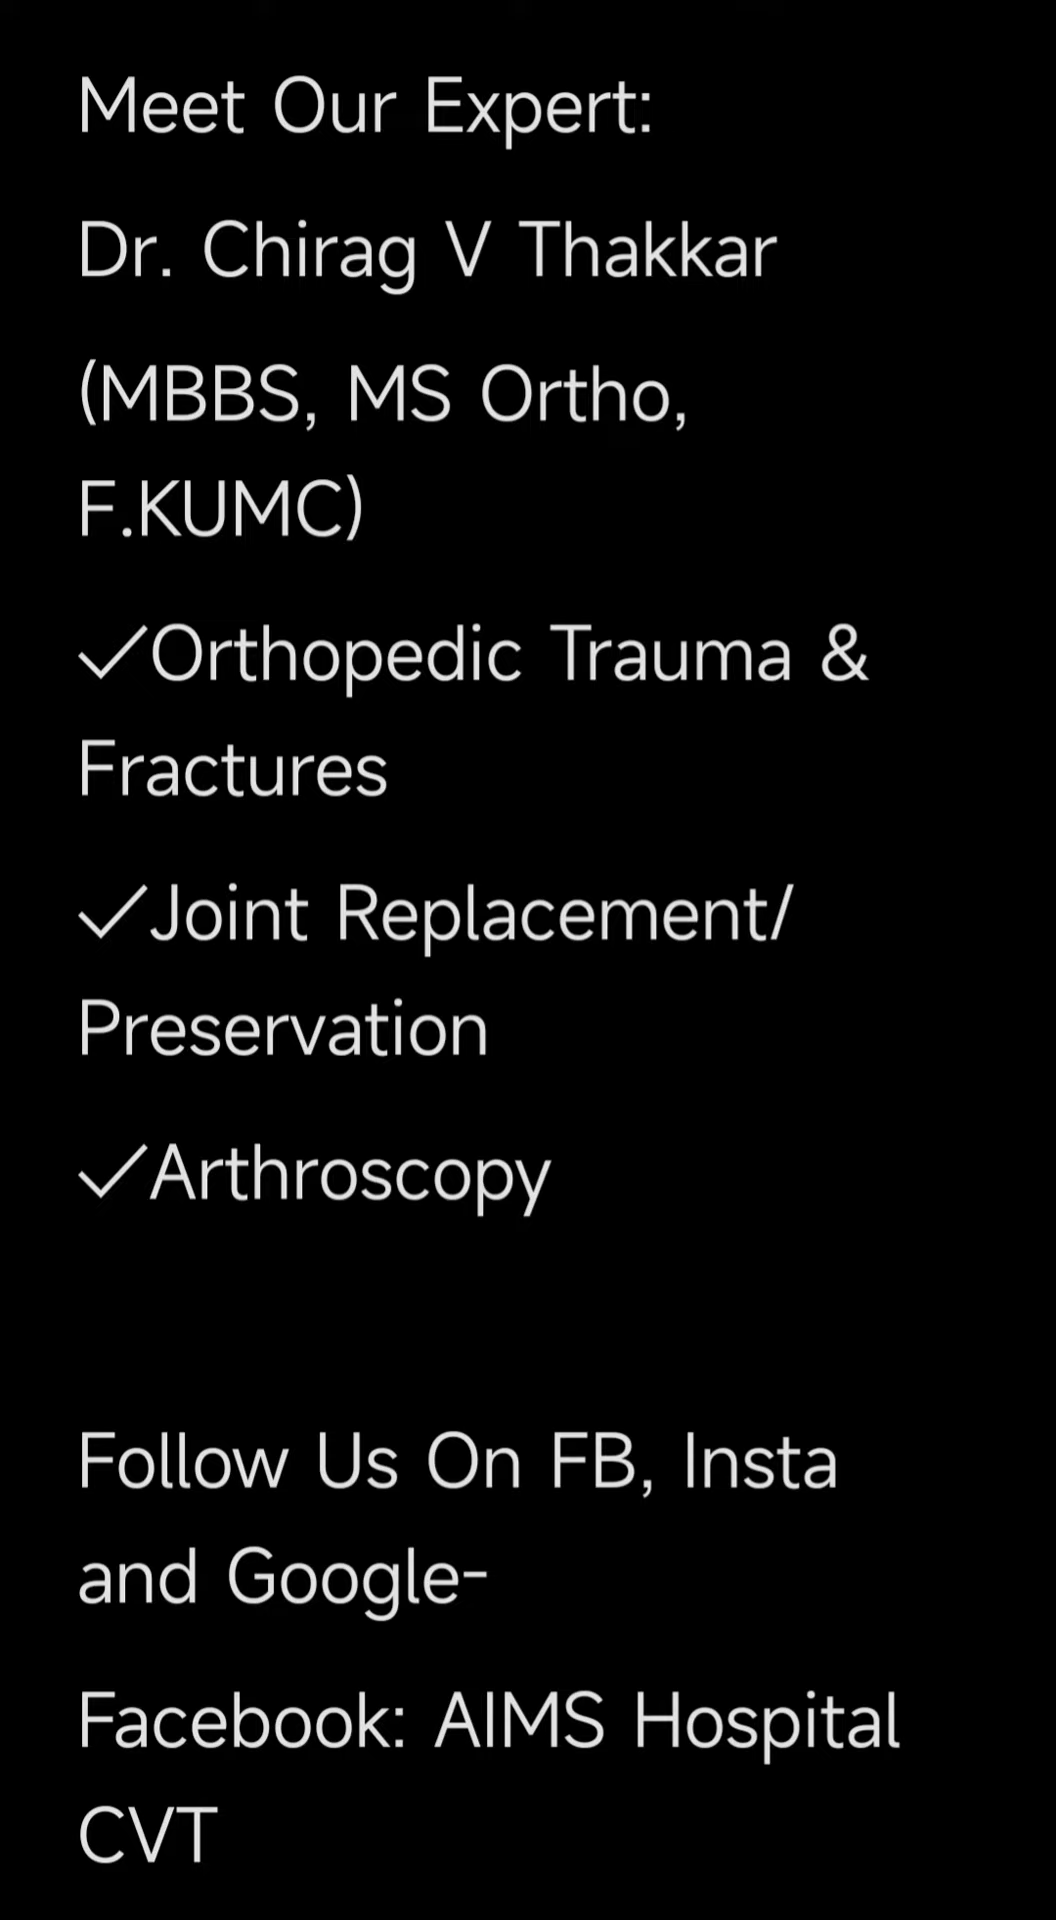 Meet Our Expert:
Dr. Chirag V Thakkar
(MBBS, MS Ortho,
F.KUMC)
✓Orthopedic Trauma &
Fractures
✓Joint Replacement/
Preservation
✓Arthroscopy
Follow Us On FB, Insta
and Google-
Facebook: AIMS Hospital
CVT